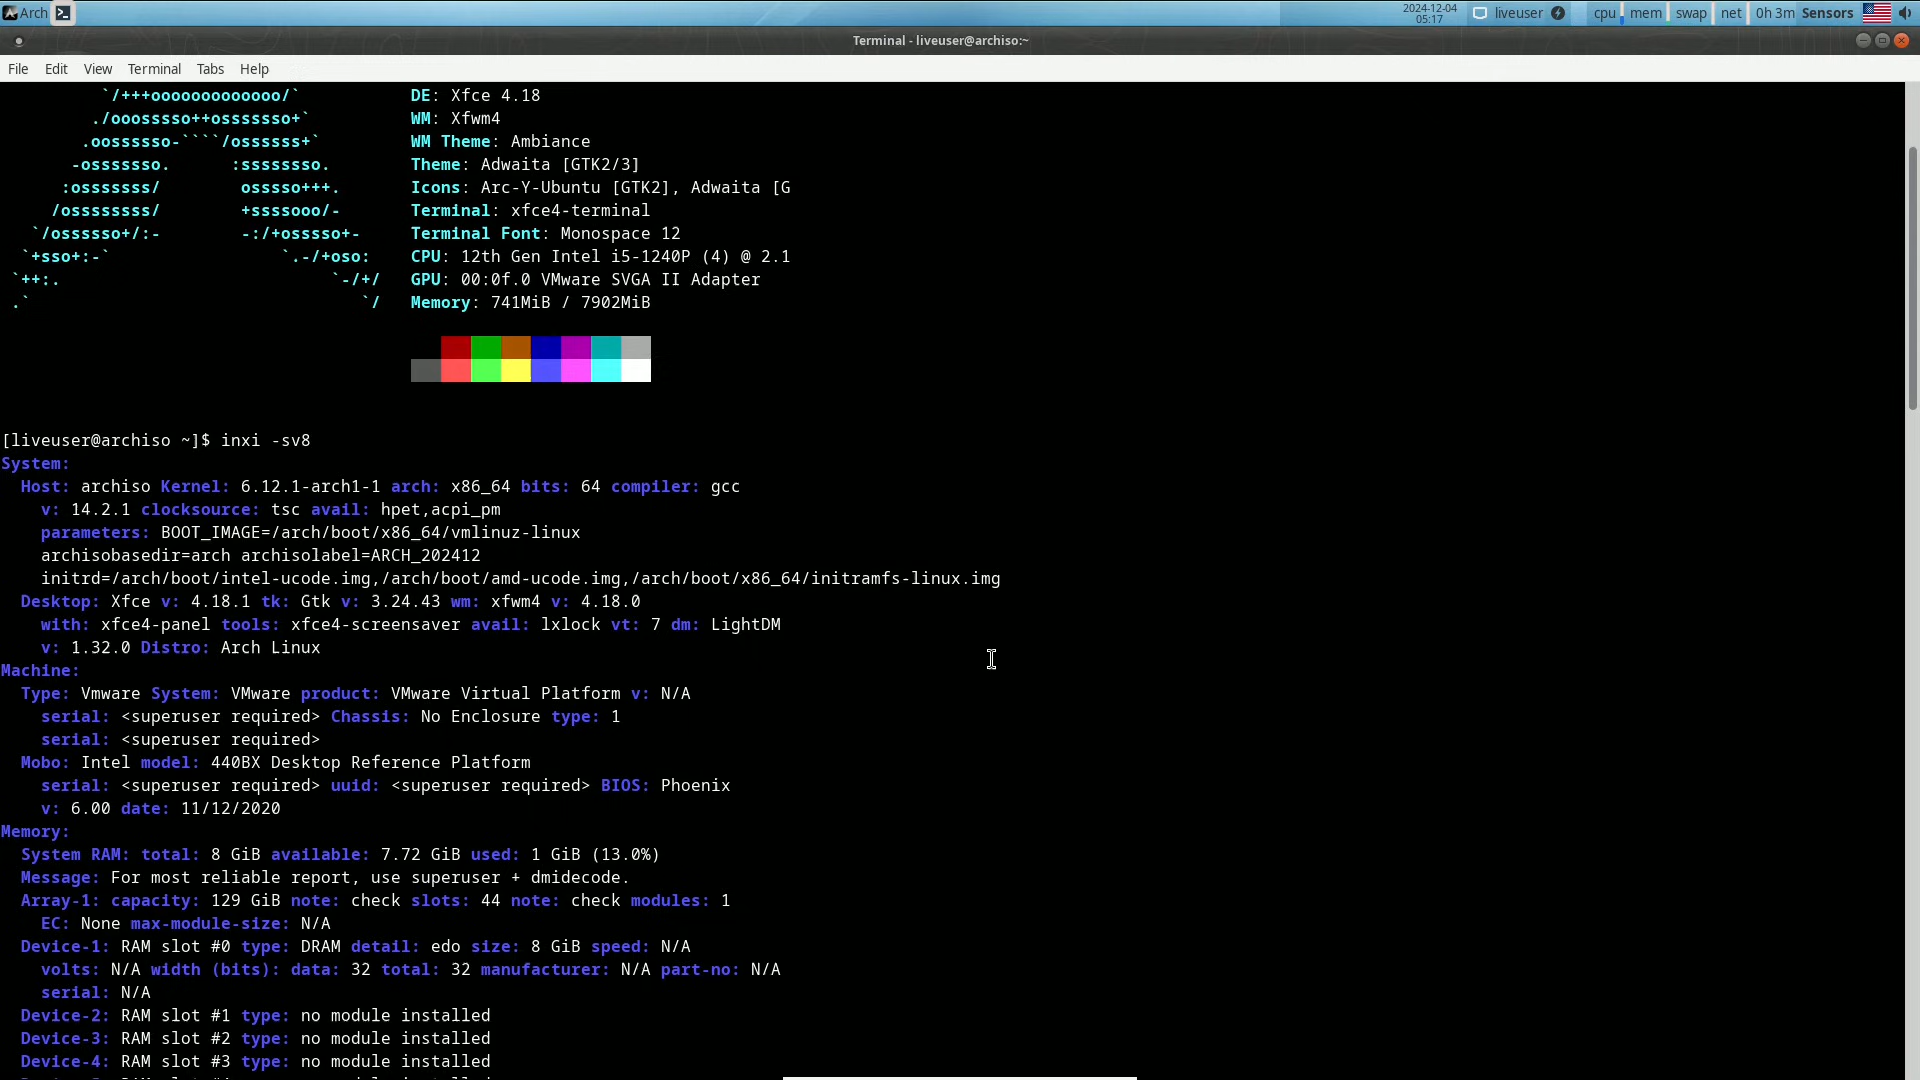 Arch
2024-12-04
05:17
liveuser
cpu
mem
swap
net
0h 3m
Sensors
Terminal - liveuser@archiso:~
File Edit View Terminal Tabs Help
`/+++ooooooooooooo/` DE: Xfce 4.18
./ooosssso++osssssso+` WM: Xfwm4
.oossssso-````/ossssss+` WM Theme: Ambiance
-osssssso. :ssssssso. Theme: Adwaita [GTK2/3]
:osssssss/ osssso+++. Icons: Arc-Y-Ubuntu [GTK2], Adwaita [G
/ossssssss/ +ssssooo/- Terminal: xfce4-terminal
`/ossssso+/:- -:/+osssso+- Terminal Font: Monospace 12
`+sso+:-` `.-/+oso: CPU: 12th Gen Intel i5-1240P (4) @ 2.1
`++:. `-/+/ GPU: 00:0f.0 VMware SVGA II Adapter
.` `/ Memory: 741MiB / 7902MiB
[liveuser@archiso ~]$ inxi -sv8
System:
Host: archiso Kernel: 6.12.1-arch1-1 arch: x86_64 bits: 64 compiler: gcc
v: 14.2.1 clocksource: tsc avail: hpet,acpi_pm
parameters: BOOT_IMAGE=/arch/boot/x86_64/vmlinuz-linux
archisobasedir=arch archisolabel=ARCH_202412
initrd=/arch/boot/intel-ucode.img,/arch/boot/amd-ucode.img,/arch/boot/x86_64/initramfs-linux.img
Desktop: Xfce v: 4.18.1 tk: Gtk v: 3.24.43 wm: xfwm4 v: 4.18.0
with: xfce4-panel tools: xfce4-screensaver avail: lxlock vt: 7 dm: LightDM
v: 1.32.0 Distro: Arch Linux
Machine:
Type: Vmware System: VMware product: VMware Virtual Platform v: N/A
serial: <superuser required> Chassis: No Enclosure type: 1
serial: <superuser required>
Mobo: Intel model: 440BX Desktop Reference Platform
serial: <superuser required> uuid: <superuser required> BIOS: Phoenix
v: 6.00 date: 11/12/2020
Memory:
System RAM: total: 8 GiB available: 7.72 GiB used: 1 GiB (13.0%)
Message: For most reliable report, use superuser + dmidecode.
Array-1: capacity: 129 GiB note: check slots: 44 note: check modules: 1
EC: None max-module-size: N/A
Device-1: RAM slot #0 type: DRAM detail: edo size: 8 GiB speed: N/A
volts: N/A width (bits): data: 32 total: 32 manufacturer: N/A part-no: N/A
serial: N/A
Device-2: RAM slot #1 type: no module installed
Device-3: RAM slot #2 type: no module installed
Device-4: RAM slot #3 type: no module installed